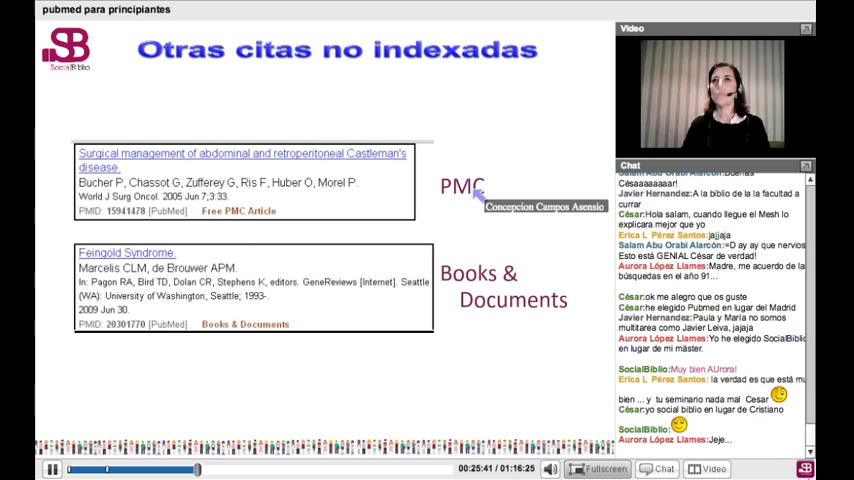 pubmed para principiantes
SB
SocialBiblio
Otras citas no indexadas
Surgical management of abdominal and retroperitoneal Castleman's
disease.
Bucher P, Chassot G, Zufferey G, Ris F, Huber O, Morel P.
World J Surg Oncol. 2005 Jun 7;3:33.
PMID: 15941478 [PubMed] Free PMC Article
PMC
Concepcion Campos Asensio
Feingold Syndrome.
Marcelis CLM, de Brouwer APM.
In: Pagon RA, Bird TD, Dolan CR, Stephens K, editors. GeneReviews [Internet]. Seattle
(WA): University of Washington, Seattle; 1993-.
2009 Jun 30.
PMID: 20301770 [PubMed] Books & Documents
Books &
Documents
Video
Chat
Salam Abu Orabi Alarcón:Buenas
Césaaaaaaar!
Javier Hernandez:A la biblio de la la facultad a
currar
César:Hola salam, cuando llegue el Mesh lo
explicara mejor que yo
Erica L Pérez Santos:jajjaja
Salam Abu Orabi Alarcón:=D ay ay que nervios
Esto está GENIAL César de verdad!
Aurora López Llames:Madre, me acuerdo de la
búsquedas en el año 91...
César:ok me alegro que os guste
César:he elegido Pubmed en lugar del Madrid
Javier Hernandez:Paula y María no somos
multitarea como Javier Leiva, jajaja
Aurora López Llames:Yo he elegido SocialBiblio
en lugar de mi máster.
SocialBiblio:Muy bien AUrora!
Erica L Pérez Santos: la verdad es que está mu
bien ... y tu seminario nada mal Cesar
César:yo social biblio en lugar de Cristiano
SocialBiblio:
Aurora López Llames:Jeje...
00:25:41 / 01:16:25
Fullscreen
Chat
Video
SB